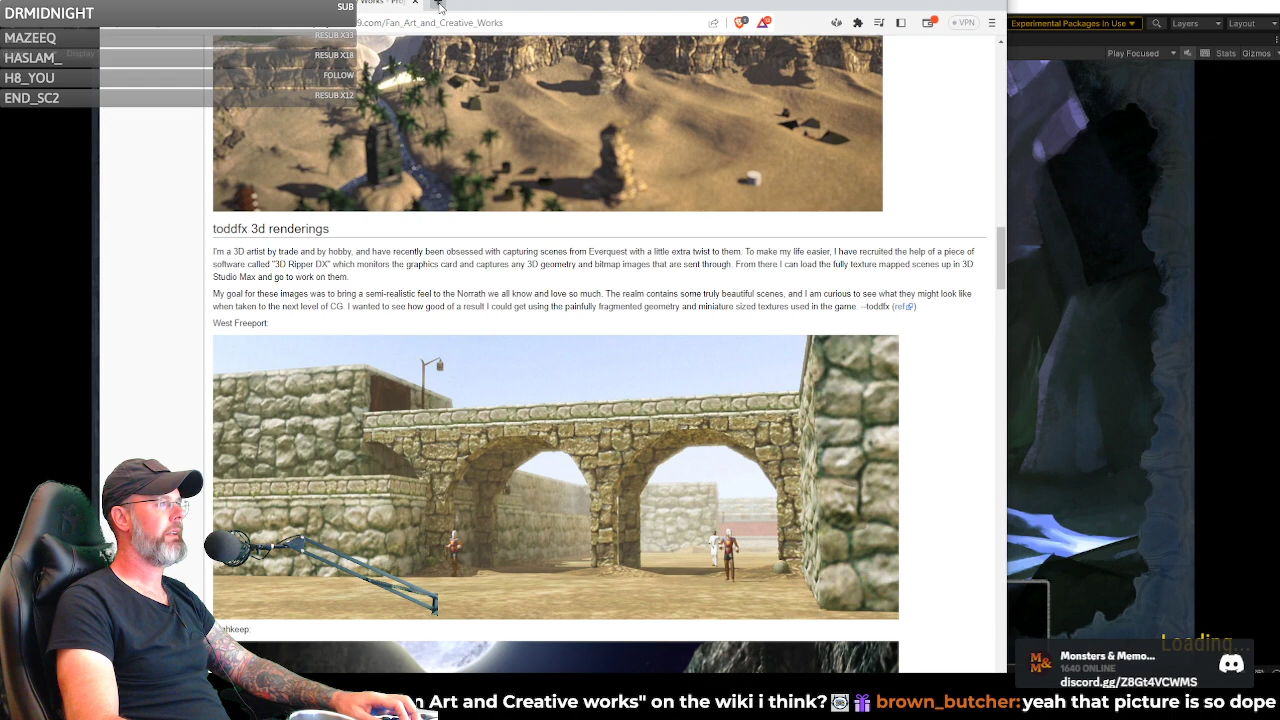 DRMIDNIGHT SUB
MAZEEQ RESUB X33
HASLAM_ RESUB X18
H8_YOU FOLLOW
END_SC2 RESUB X12
9.com/Fan_Art_and_Creative_Works
VPN
Experimental Packages In Use
Layers
Layout
Play Focused
Stats
Gizmos
toddfx 3d renderings
I'm a 3D artist by trade and by hobby, and have recently been obsessed with capturing scenes from Everquest with a little extra twist to them. To make my life easier, I have recruited the help of a piece of
software called "3D Ripper DX" which monitors the graphics card and captures any 3D geometry and bitmap images that are sent through. From there I can load the fully texture mapped scenes up in 3D
Studio Max and go to work on them.
My goal for these images was to bring a semi-realistic feel to the Norrath we all know and love so much. The realm contains some truly beautiful scenes, and I am curious to see what they might look like
when taken to the next level of CG. I wanted to see how good of a result I could get using the painfully fragmented geometry and miniature sized textures used in the game. --toddfx (ref)
West Freeport:
Loading...
Monsters & Memo...
1640 ONLINE
discord.gg/Z8Gt4VCWMS
Art and Creative works" on the wiki i think? brown_butcher: yeah that picture is so dope